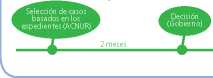 Selección de casos
basados en los
expedientes (ACNUR)
Decisión
(Gobierno)
2 meses